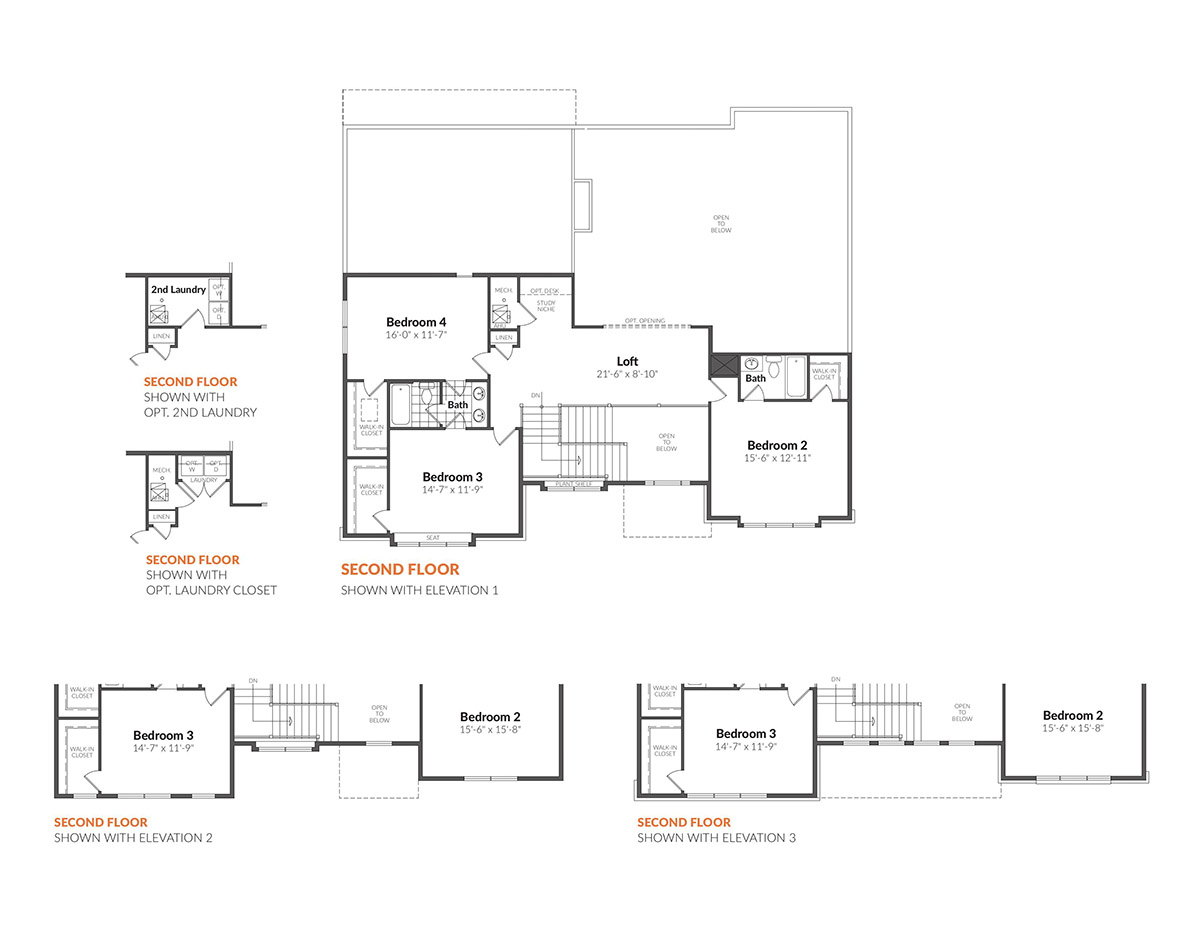 OPEN
TO
BELOW
MECH.
AHU
OPT. DESK
STUDY
NICHE
LINEN
OPT. OPENING
Bedroom 4
16'-0" x 11'-7"
Loft
21'-6" x 8'-10"
Bath
WALK-IN
CLOSET
WALK-IN
CLOSET
Bath
DN
OPEN
TO
BELOW
Bedroom 2
15'-6" x 12'-11"
Bedroom 3
14'-7" x 11'-9"
WALK-IN
CLOSET
PLANT SHELF
SEAT
SECOND FLOOR
SHOWN WITH ELEVATION 1
2nd Laundry
OPT.
W
OPT.
D
LINEN
SECOND FLOOR
SHOWN WITH
OPT. 2ND LAUNDRY
MECH.
OPT.
W
OPT.
D
LAUNDRY
LINEN
SECOND FLOOR
SHOWN WITH
OPT. LAUNDRY CLOSET
WALK-IN
CLOSET
DN
OPEN
TO
BELOW
Bedroom 3
14'-7" x 11'-9"
Bedroom 2
15'-6" x 15'-8"
WALK-IN
CLOSET
SECOND FLOOR
SHOWN WITH ELEVATION 2
WALK-IN
CLOSET
DN
OPEN
TO
BELOW
Bedroom 3
14'-7" x 11'-9"
Bedroom 2
15'-6" x 15'-8"
WALK-IN
CLOSET
SECOND FLOOR
SHOWN WITH ELEVATION 3